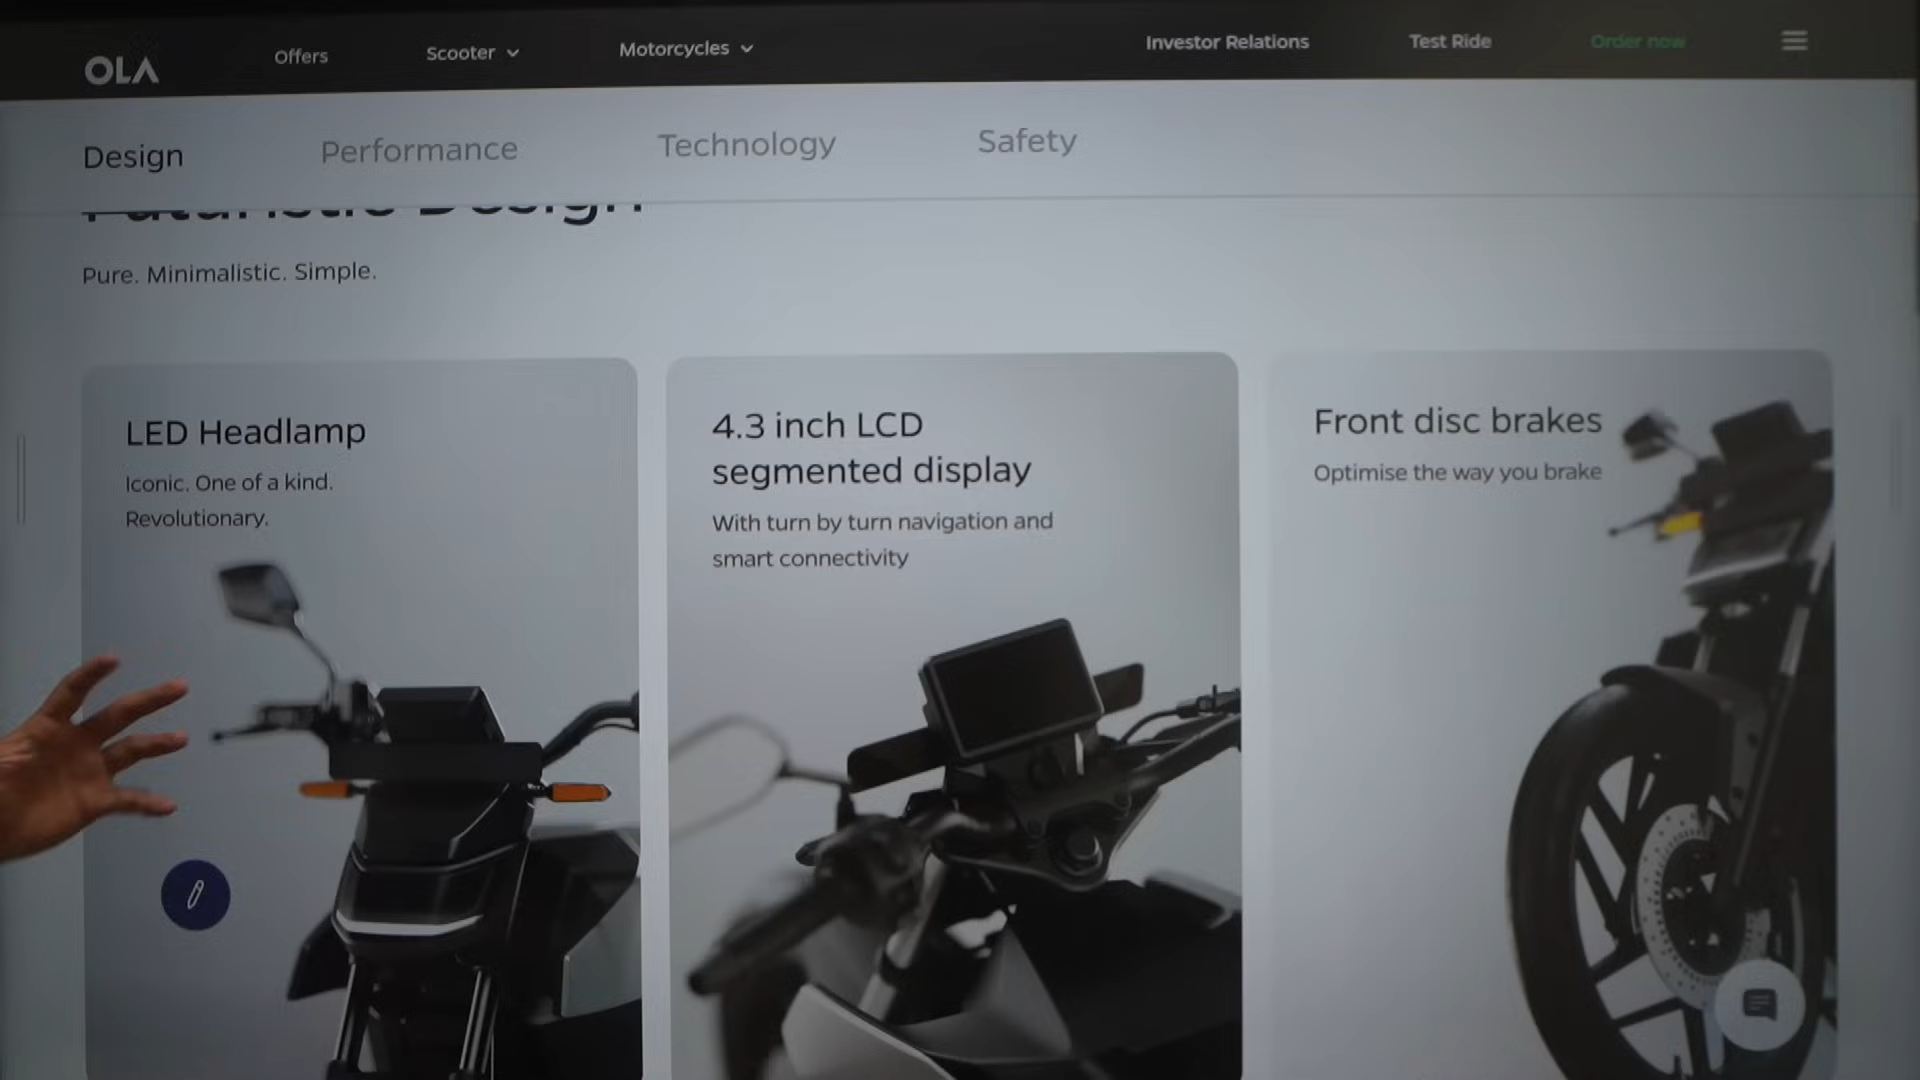 OLA
Offers
Scooter
Motorcycles
Investor Relations
Test Ride
Order now
Design
Performance
Technology
Safety
Futuristic Design
Pure. Minimalistic. Simple.
LED Headlamp
Iconic. One of a kind.
Revolutionary.
4.3 inch LCD
segmented display
With turn by turn navigation and
smart connectivity
Front disc brakes
Optimise the way you brake